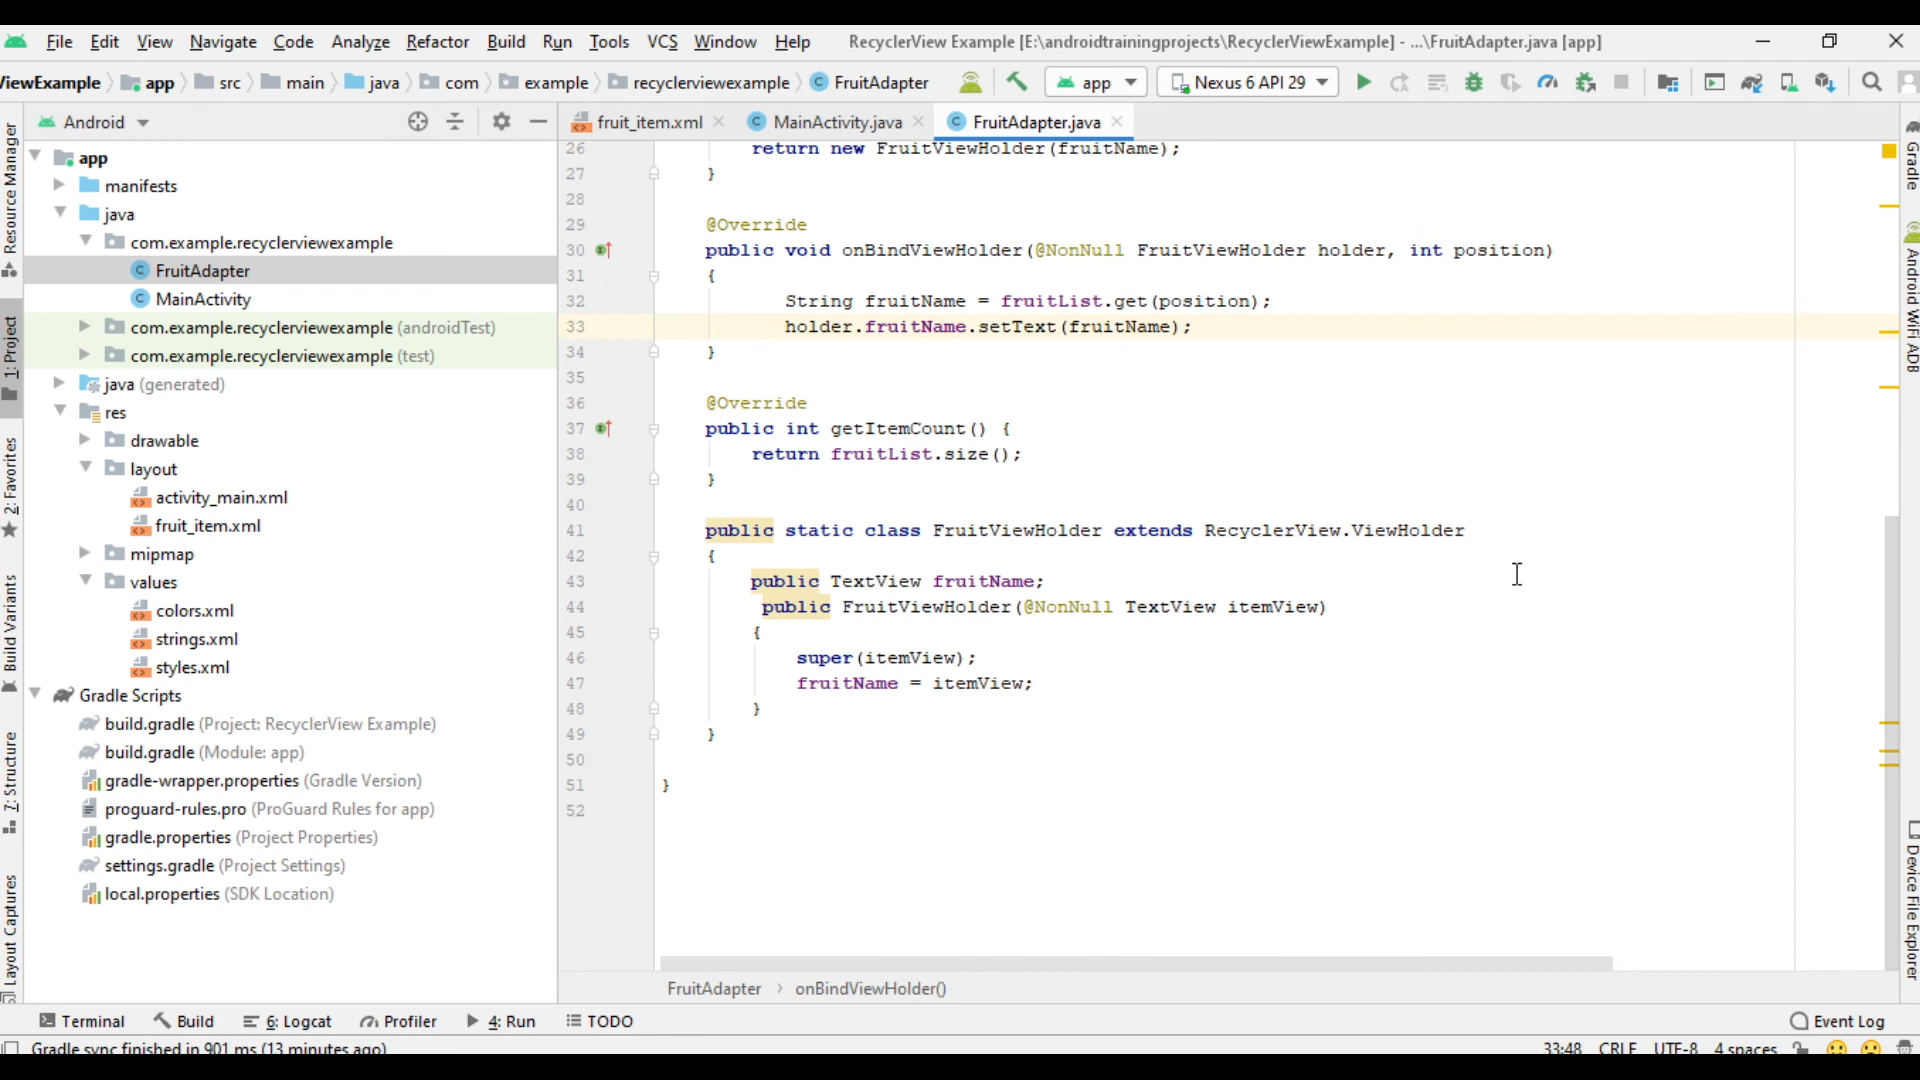 File Edit View Navigate Code Analyze Refactor Build Run Tools VCS Window Help RecyclerView Example [E:\androidtrainingprojects\RecyclerViewExample] - ...\FruitAdapter.java [app]
ViewExample app src main java com example recyclerviewexample FruitAdapter app Nexus 6 API 29
Android fruit_item.xml MainActivity.java FruitAdapter.java
Resource Manager
1: Project
2: Favorites
Build Variants
7: Structure
Layout Captures
app
manifests
java
com.example.recyclerviewexample
FruitAdapter
MainActivity
com.example.recyclerviewexample (androidTest)
com.example.recyclerviewexample (test)
java (generated)
res
drawable
layout
activity_main.xml
fruit_item.xml
mipmap
values
colors.xml
strings.xml
styles.xml
Gradle Scripts
build.gradle (Project: RecyclerView Example)
build.gradle (Module: app)
gradle-wrapper.properties (Gradle Version)
proguard-rules.pro (ProGuard Rules for app)
gradle.properties (Project Properties)
settings.gradle (Project Settings)
local.properties (SDK Location)
26 return new FruitViewHolder(fruitName);
27 }
28
29 @Override
30 public void onBindViewHolder(@NonNull FruitViewHolder holder, int position)
31 {
32 String fruitName = fruitList.get(position);
33 holder.fruitName.setText(fruitName);
34 }
35
36 @Override
37 public int getItemCount() {
38 return fruitList.size();
39 }
40
41 public static class FruitViewHolder extends RecyclerView.ViewHolder
42 {
43 public TextView fruitName;
44 public FruitViewHolder(@NonNull TextView itemView)
45 {
46 super(itemView);
47 fruitName = itemView;
48 }
49 }
50
51 }
52
Gradle
Android WiFi ADB
Device File Explorer
FruitAdapter › onBindViewHolder()
Terminal Build 6: Logcat Profiler 4: Run TODO Event Log
Gradle sync finished in 901 ms (13 minutes ago) 33:48 CRLF UTF-8 4 spaces